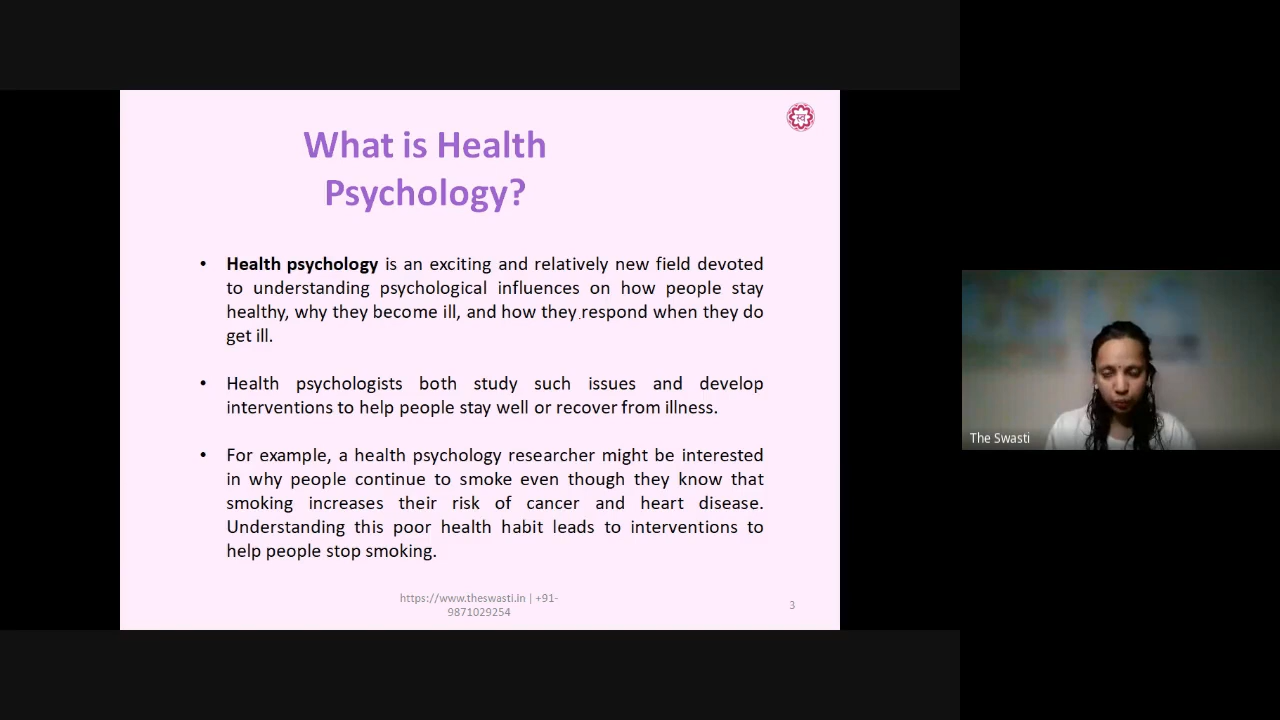 What is Health
Psychology?
• Health psychology is an exciting and relatively new field devoted
to understanding psychological influences on how people stay
healthy, why they become ill, and how they respond when they do
get ill.
• Health psychologists both study such issues and develop
interventions to help people stay well or recover from illness.
• For example, a health psychology researcher might be interested
in why people continue to smoke even though they know that
smoking increases their risk of cancer and heart disease.
Understanding this poor health habit leads to interventions to
help people stop smoking.
https://www.theswasti.in | +91-
9871029254
3
The Swasti